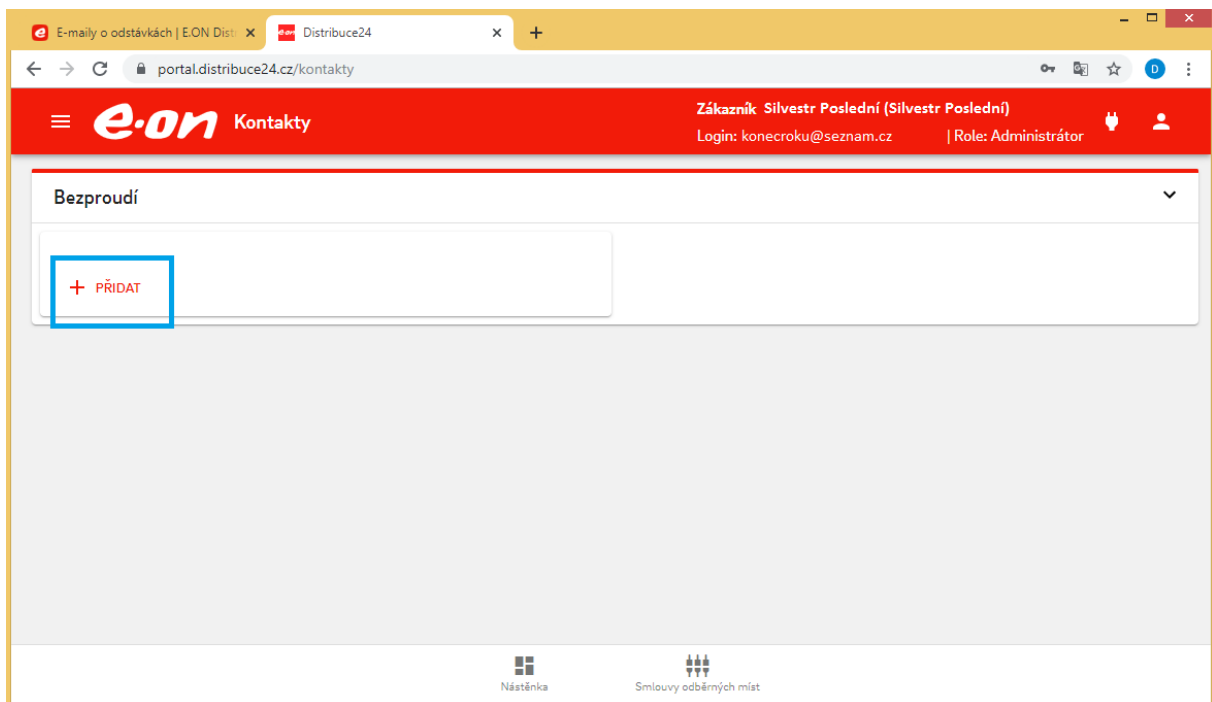 E-maily o odstávkách | E.ON Dist
Distribuce24
portal.distribuce24.cz/kontakty
D
e·on
Kontakty
Zákazník Silvestr Poslední (Silvestr Poslední)
Login: konecroku@seznam.cz | Role: Administrátor
Bezproudí
+ PŘIDAT
Nástěnka
Smlouvy odběrných míst